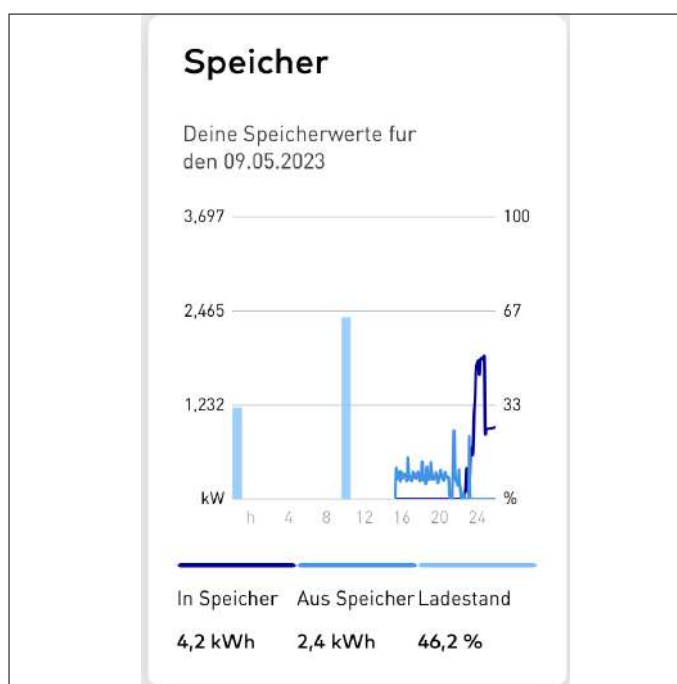 Speicher
Deine Speicherwerte fur
den 09.05.2023
3,697 100
2,465 67
1,232 33
kW %
h 4 8 12 16 20 24
In Speicher Aus Speicher Ladestand
4,2 kWh 2,4 kWh 46,2 %